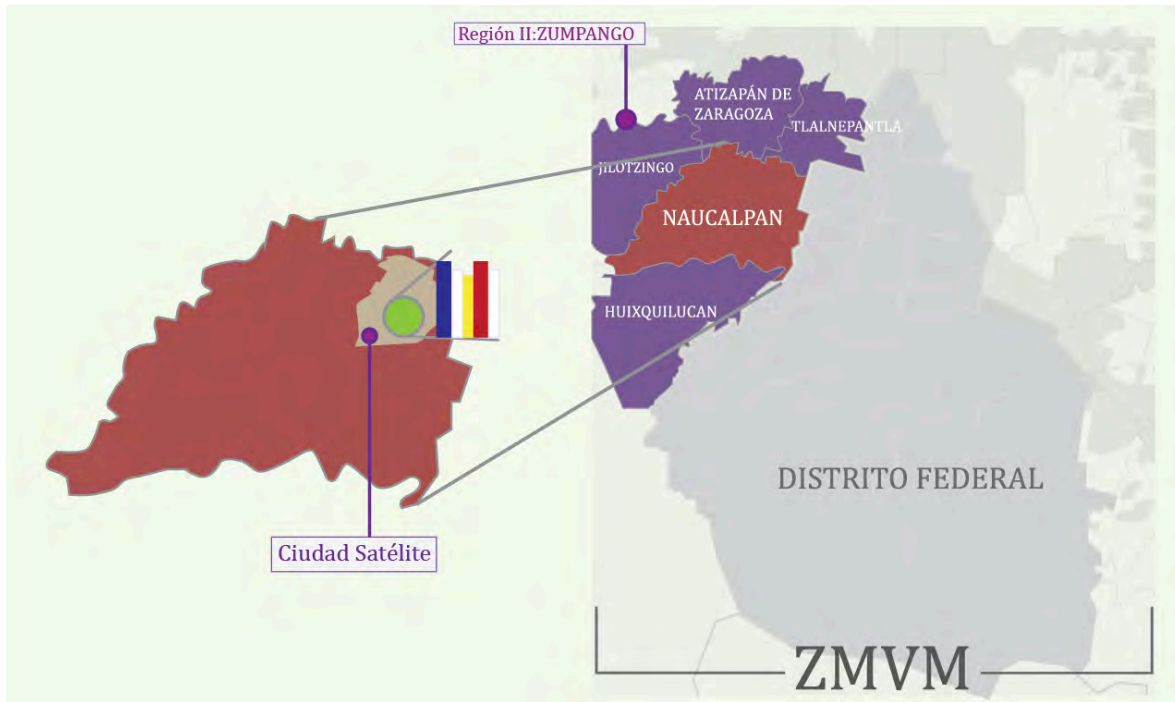 Región II:ZUMPANGO
ATIZAPÁN DE
ZARAGOZA
TLALNEPANTLA
JILOTZINGO
NAUCALPAN
HUIXQUILUCAN
DISTRITO FEDERAL
Ciudad Satélite
ZMVM